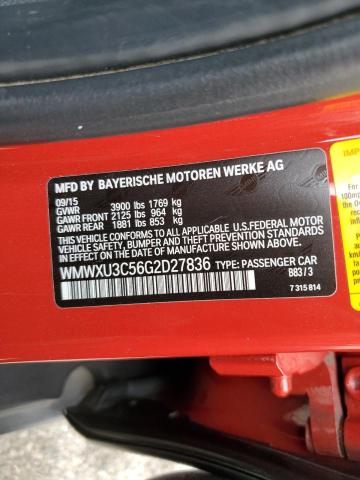 MFD BY BAYERISCHE MOTOREN WERKE AG
09/15
GVWR 3900 lbs 1769 kg
GAWR FRONT 2125 lbs 964 kg
GAWR REAR 1881 lbs 853 kg
THIS VEHICLE CONFORMS TO ALL APPLICABLE U.S.FEDERAL MOTOR
VEHICLE SAFETY, BUMPER AND THEFT PREVENTION STANDARDS
IN EFFECT ON THE DATE OF MANUFACTURE SHOWN ABOVE.
WMWXU3C56G2D27836 TYPE: PASSENGER CAR
B83/3
7 315 814
IMP
100mp